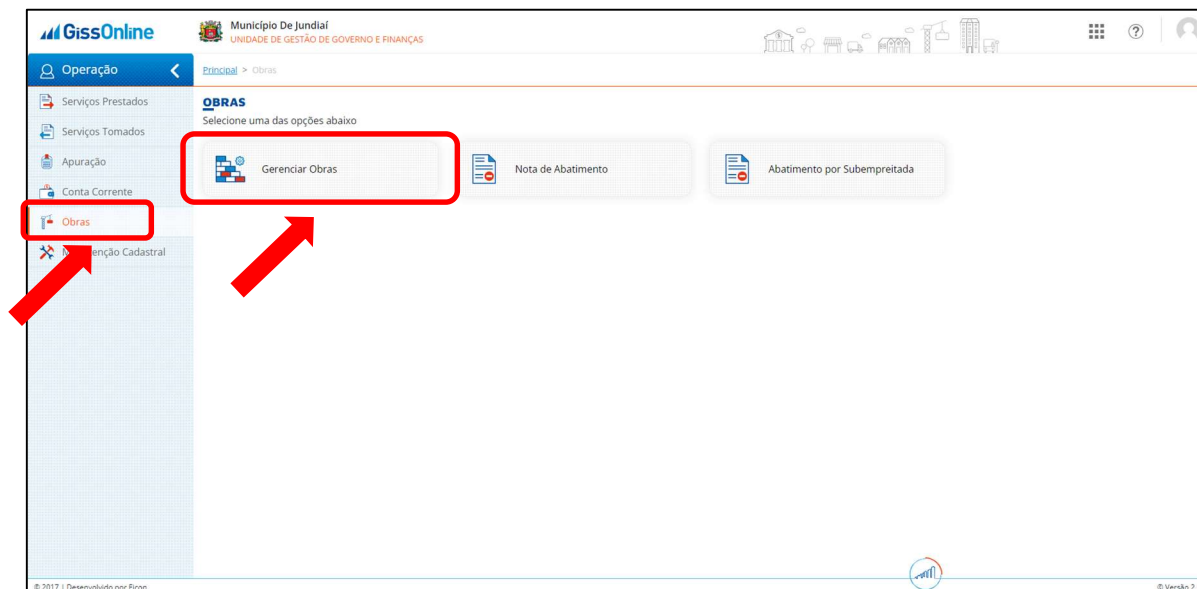 GissOnline
Município De Jundiaí
UNIDADE DE GESTÃO DE GOVERNO E FINANÇAS
?
Operação
Principal > Obras
Serviços Prestados
Serviços Tomados
Apuração
Conta Corrente
Obras
enção Cadastral
OBRAS
Selecione uma das opções abaixo
Gerenciar Obras
Nota de Abatimento
Abatimento por Subempreitada
© 2017 | Desenvolvido por Eicon
© Versão 2